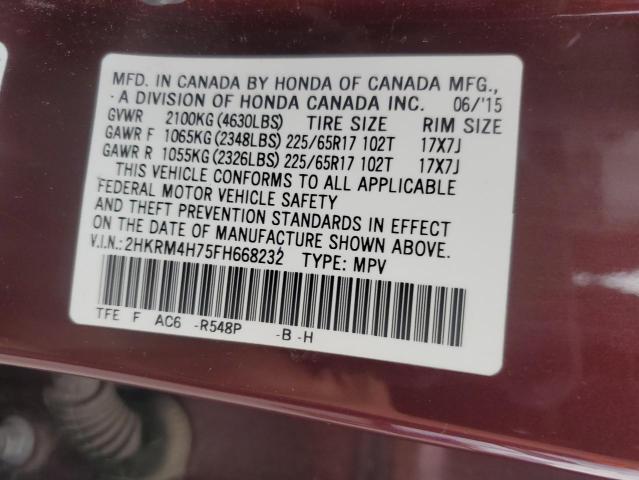 MFD. IN CANADA BY HONDA OF CANADA MFG.,
A DIVISION OF HONDA CANADA INC. 06/'15
GVWR 2100KG (4630LBS) TIRE SIZE RIM SIZE
GAWR F 1065KG (2348LBS) 225/65R17 102T 17X7J
GAWR R 1055KG (2326LBS) 225/65R17 102T 17X7J
THIS VEHICLE CONFORMS TO ALL APPLICABLE
FEDERAL MOTOR VEHICLE SAFETY
AND THEFT PREVENTION STANDARDS IN EFFECT
ON THE DATE OF MANUFACTURE SHOWN ABOVE.
V.I.N.: 2HKRM4H75FH668232 TYPE: MPV
TFE F AC6 -R548P -B -H